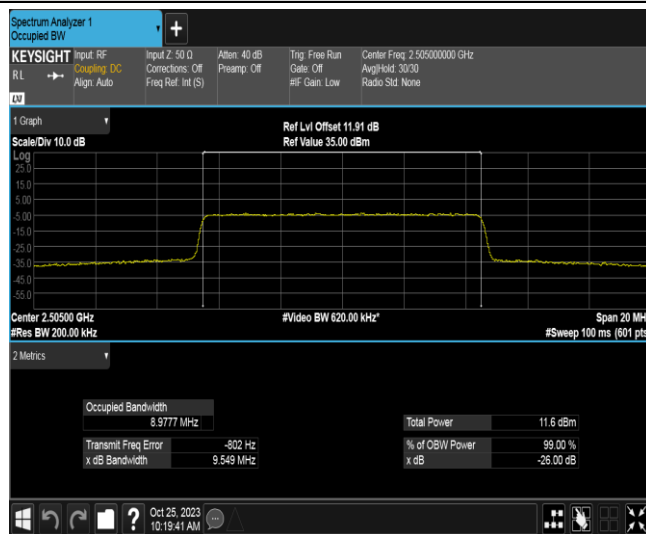 Spectrum Analyzer 1
Occupied BW
+
KEYSIGHT Input: RF Input Z: 50 Ω Atten: 40 dB Trig: Free Run Center Freq: 2.505000000 GHz
RL Coupling: DC Corrections: Off Preamp: Off Gate: Off Avg|Hold: 30/30
Align: Auto Freq Ref: Int (S) #IF Gain: Low Radio Std: None
LXI
1 Graph
Ref Lvl Offset 11.91 dB
Scale/Div 10.0 dB Ref Value 35.00 dBm
Log
25.0
15.0
5.00
-5.00
-15.0
-25.0
-35.0
-45.0
-55.0
Center 2.50500 GHz #Video BW 620.00 kHz* Span 20 MH
#Res BW 200.00 kHz #Sweep 100 ms (601 pts
2 Metrics
Occupied Bandwidth
8.9777 MHz Total Power 11.6 dBm
Transmit Freq Error -802 Hz % of OBW Power 99.00 %
x dB Bandwidth 9.549 MHz x dB -26.00 dB
? Oct 25, 2023
10:19:41 AM